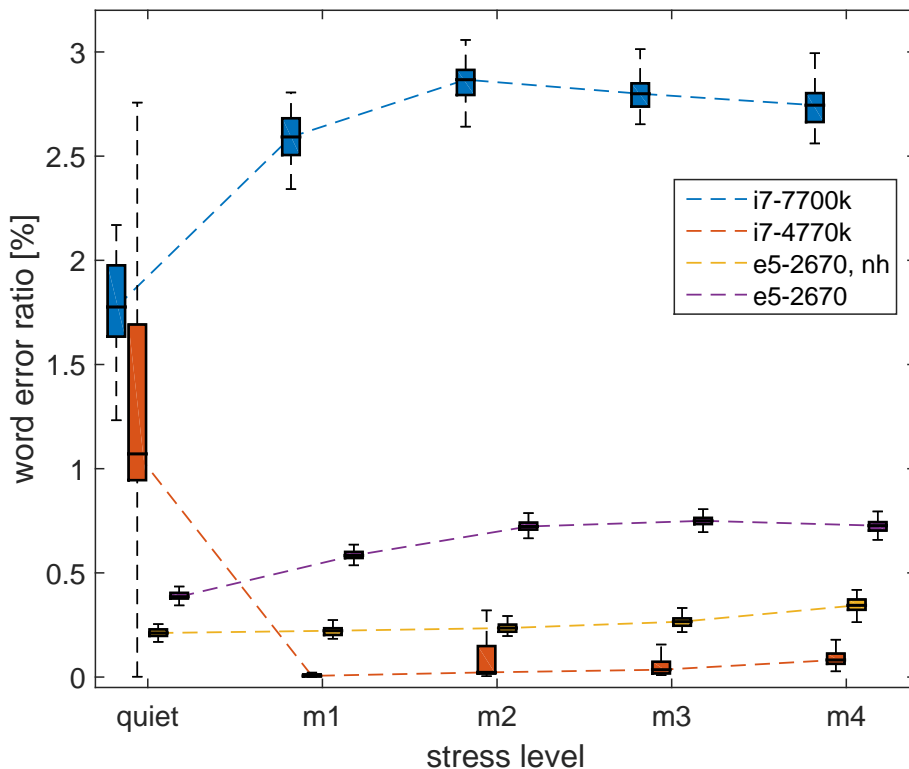 word error ratio [%]
3
2.5
2
1.5
1
0.5
0
i7-7700k
i7-4770k
e5-2670, nh
e5-2670
quiet m1 m2 m3 m4
stress level